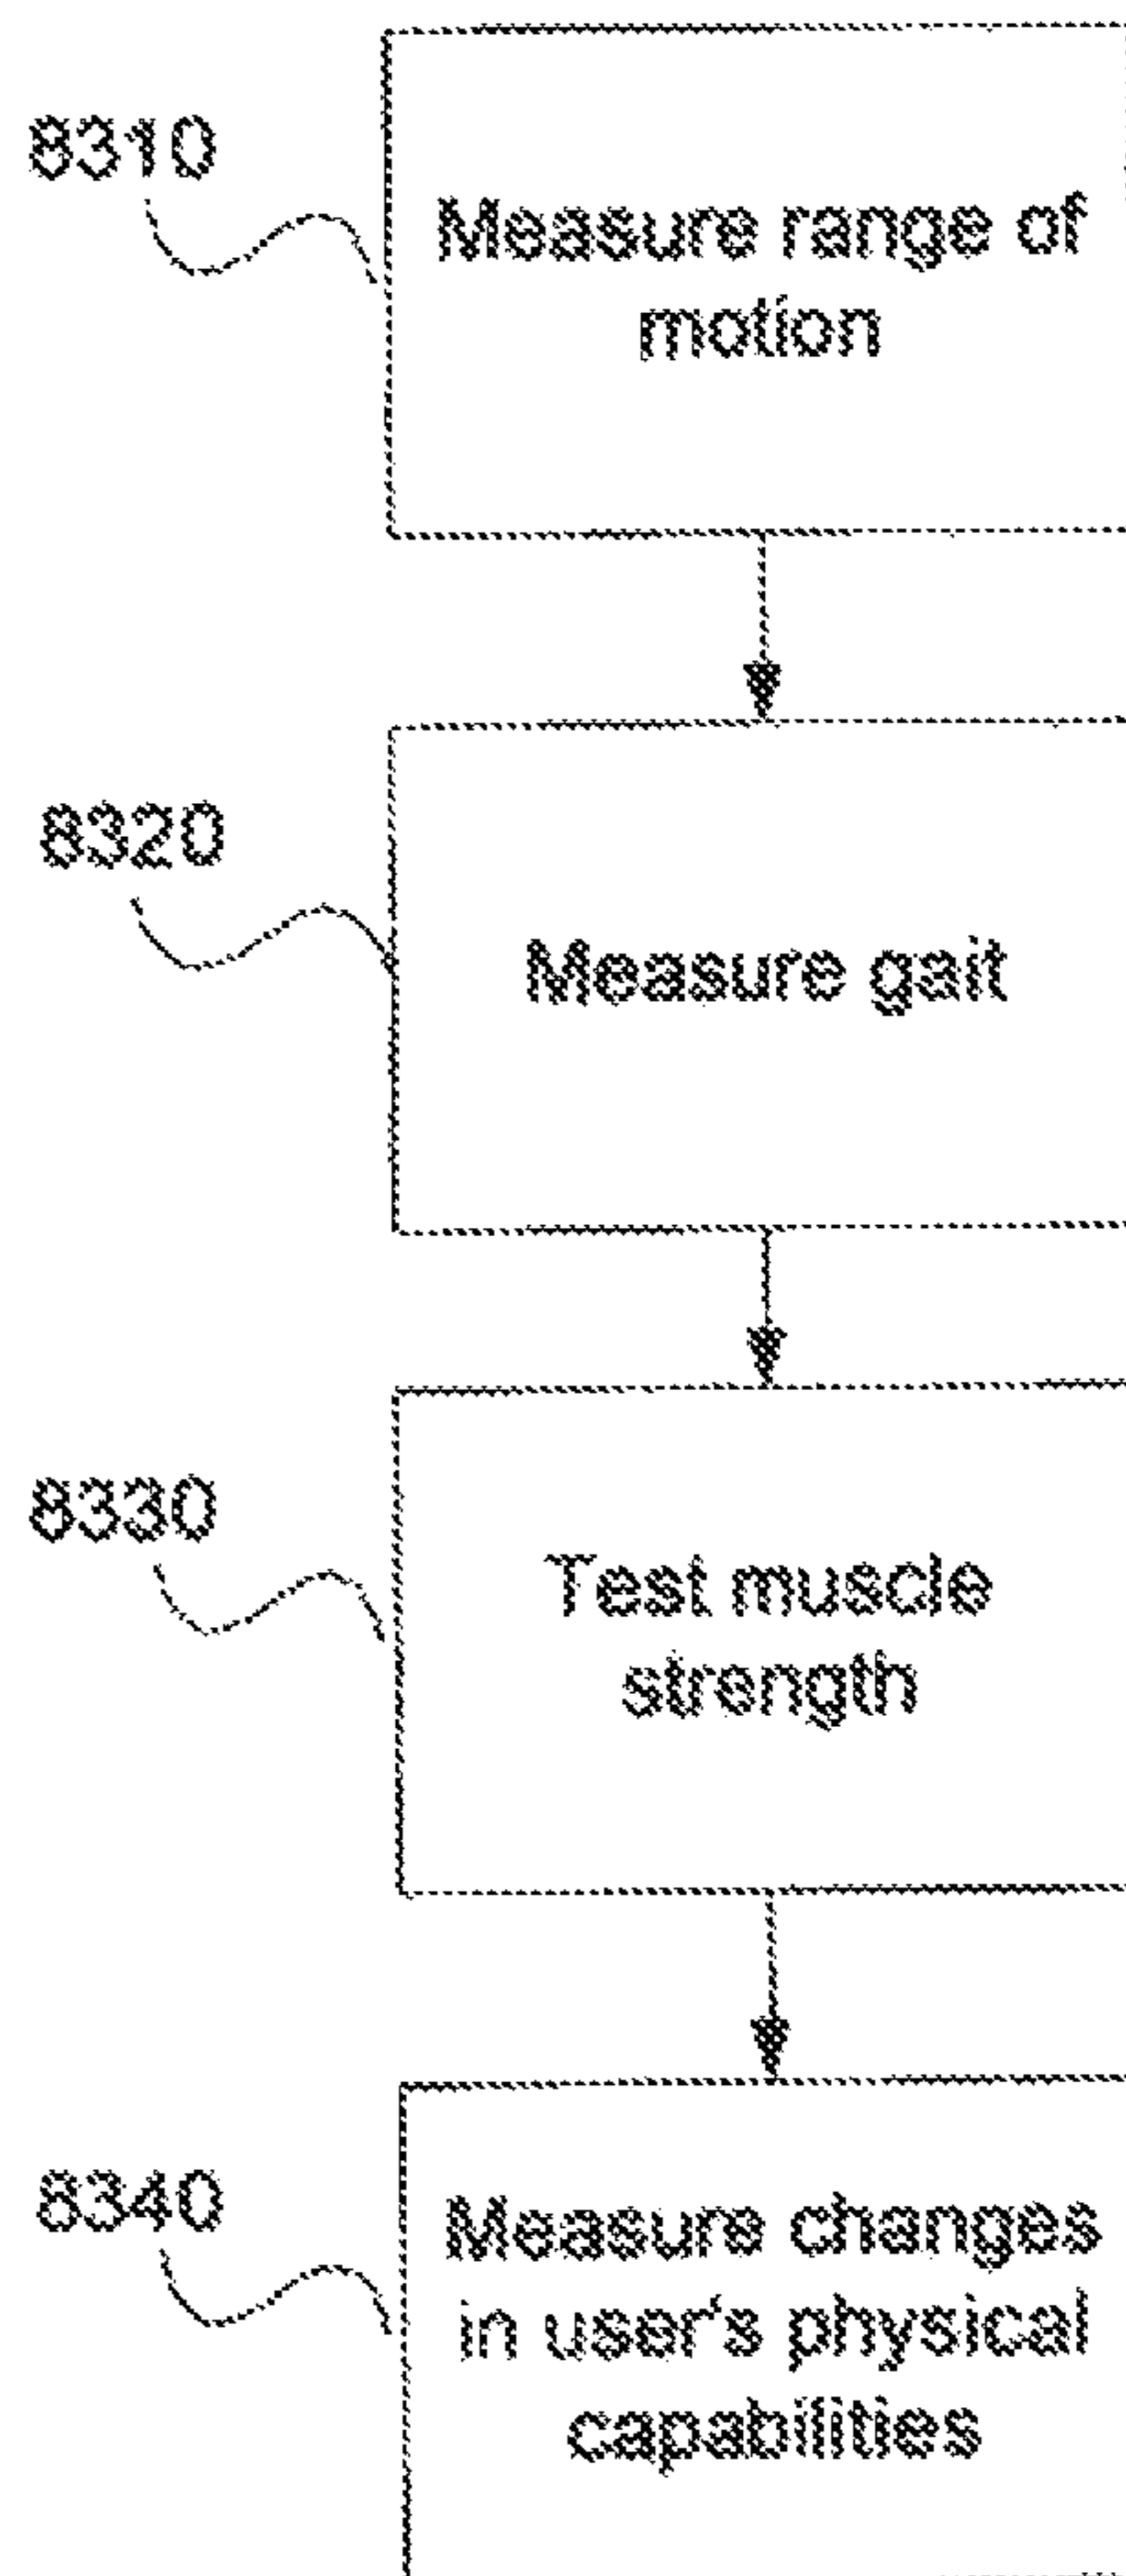 8310
Measure range of
motion
8320
Measure gait
8330
Test muscle
strength
8340
Measure changes
in user's physical
capabilities